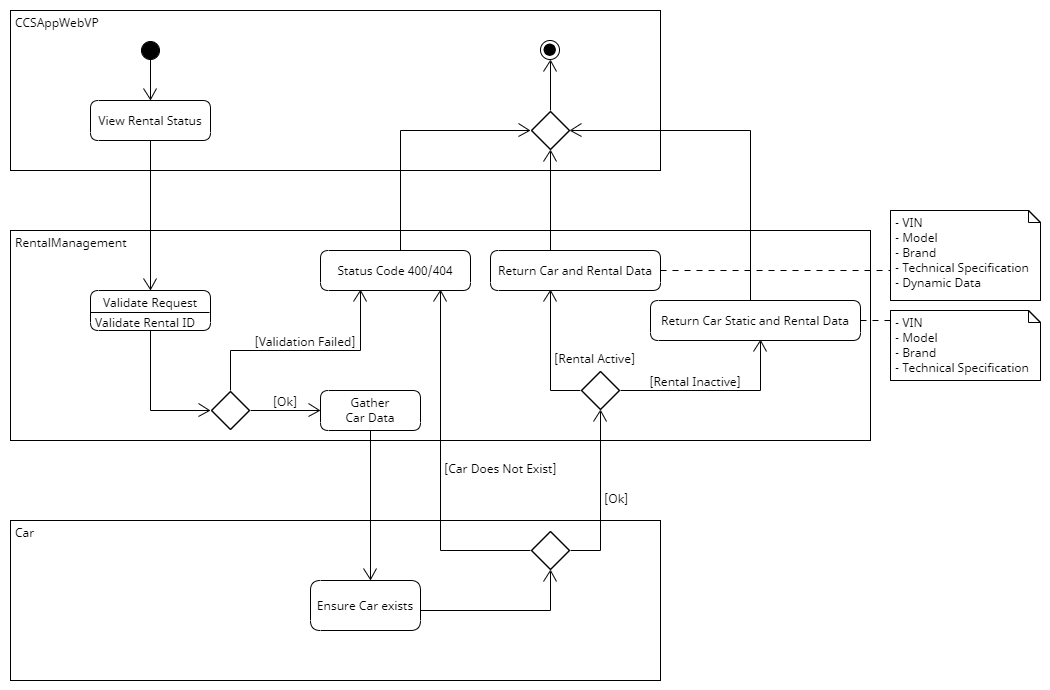 CCSAppWebVP
View Rental Status
RentalManagement
Status Code 400/404
Return Car and Rental Data
- VIN
- Model
- Brand
- Technical Specification
- Dynamic Data
Validate Request
Validate Rental ID
Return Car Static and Rental Data
- VIN
- Model
- Brand
- Technical Specification
[Validation Failed]
[Rental Active]
[Rental Inactive]
[Ok]
Gather
Car Data
[Car Does Not Exist]
[Ok]
Car
Ensure Car exists